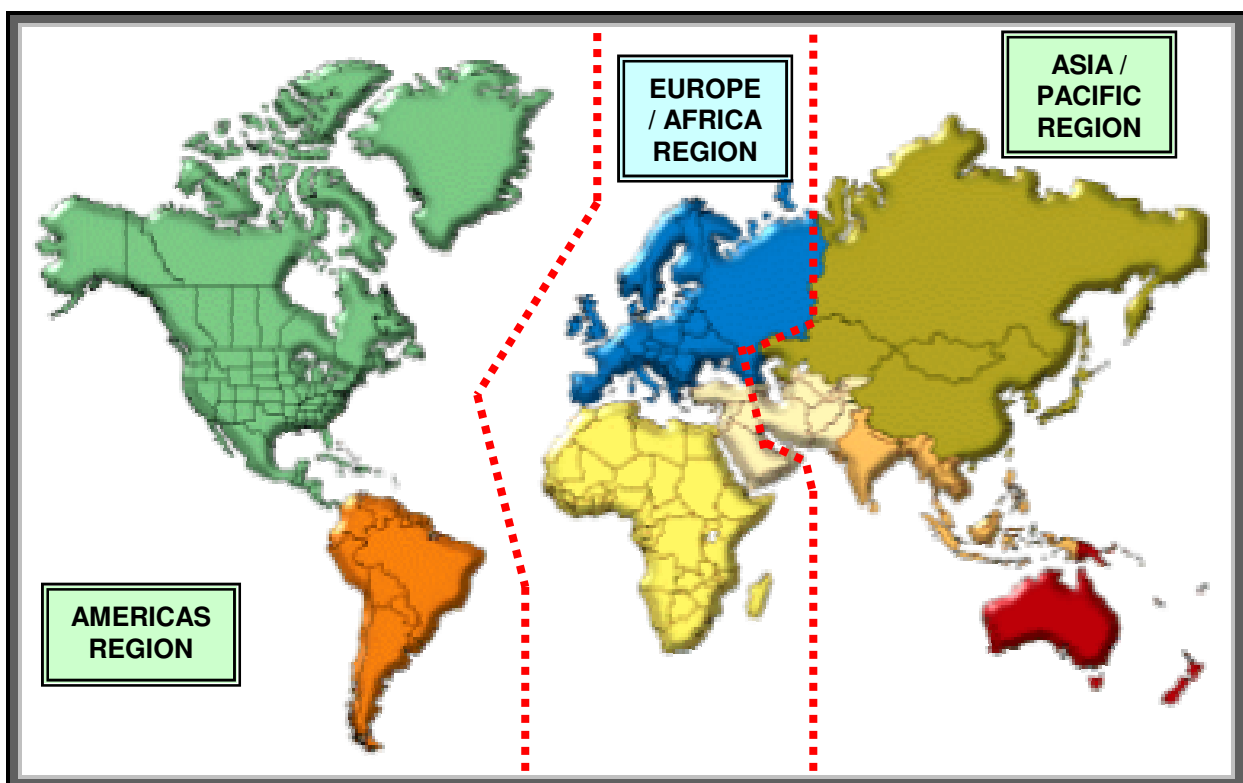 EUROPE
/ AFRICA
REGION
ASIA /
PACIFIC
REGION
AMERICAS
REGION